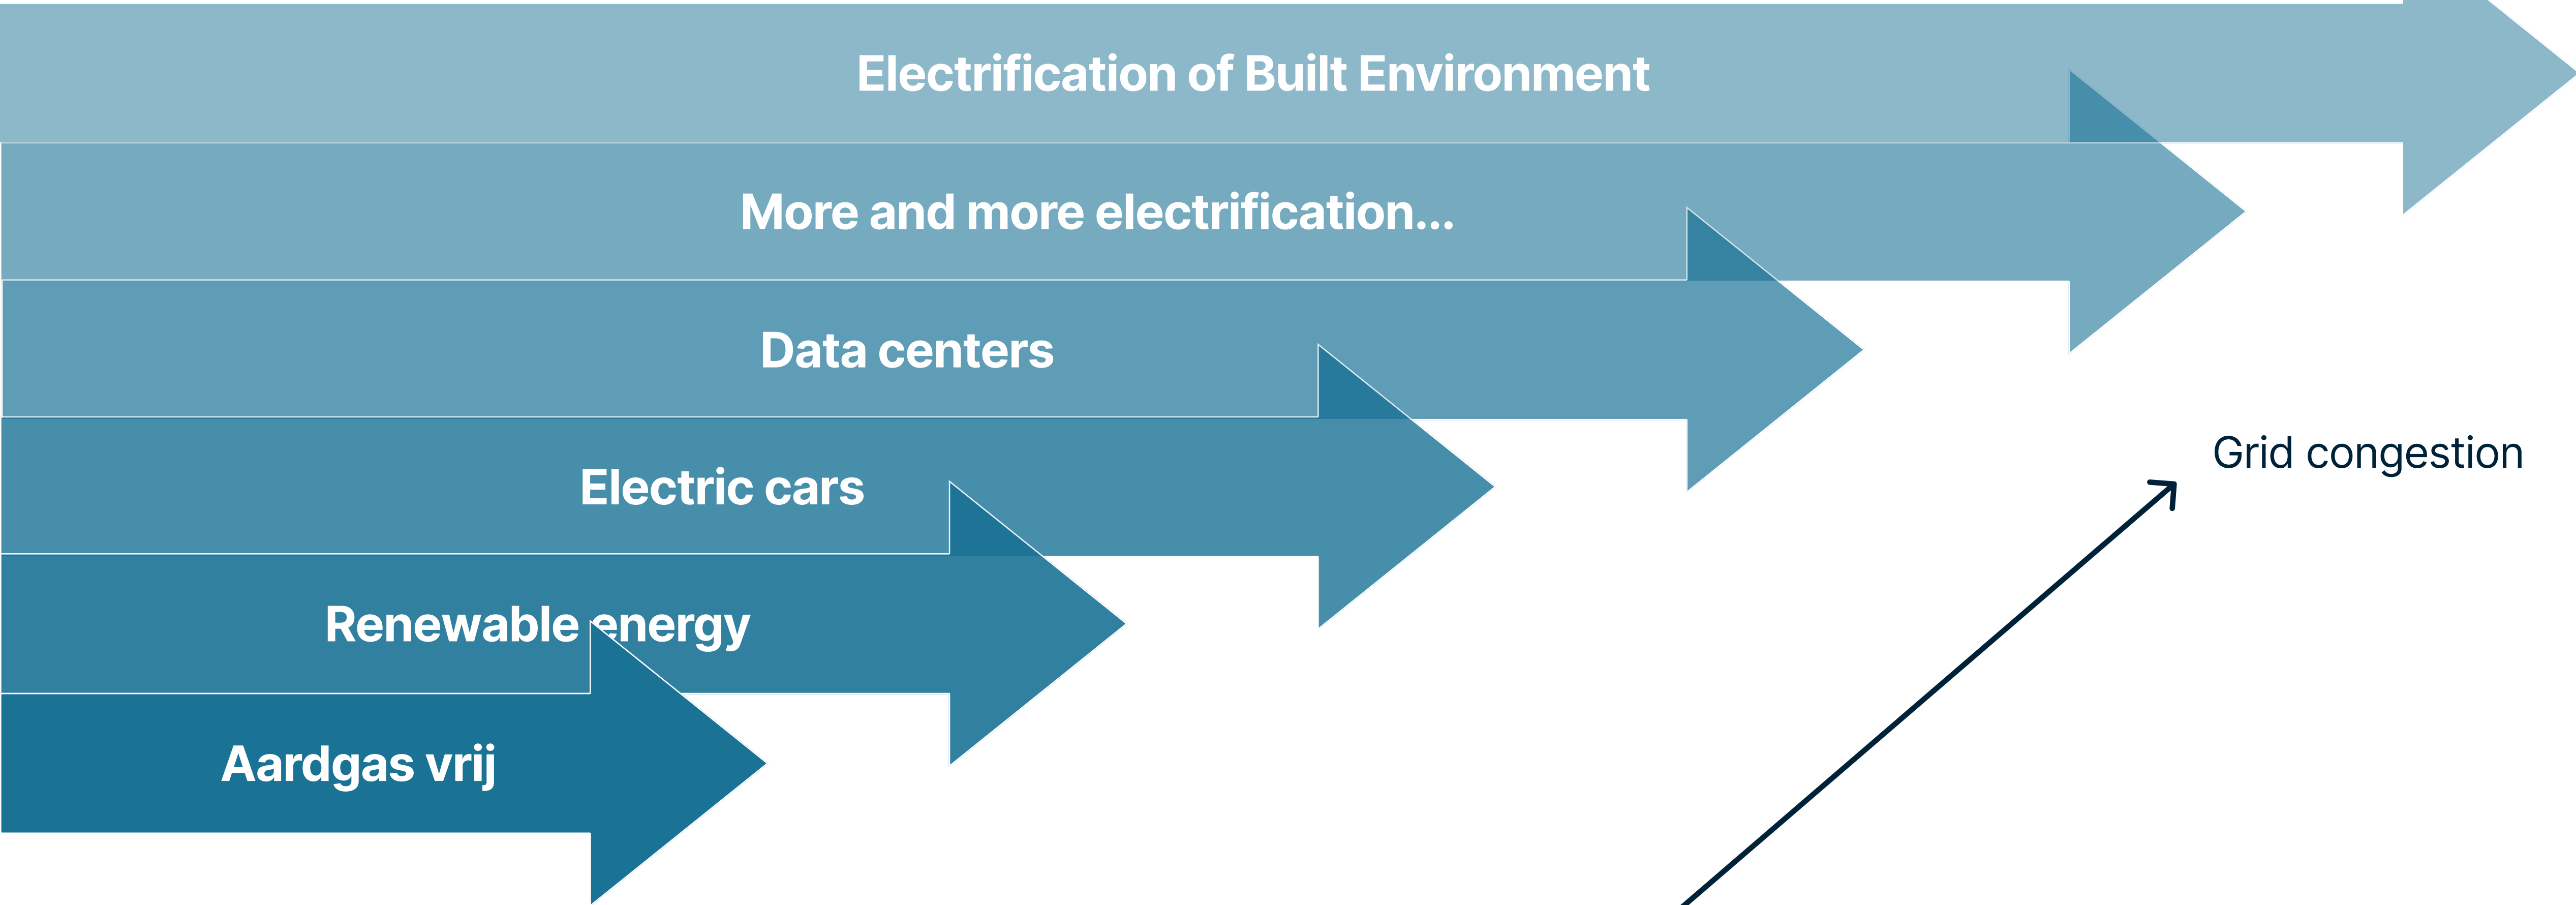 Electrification of Built Environment
More and more electrification...
Data centers
Grid congestion
Electric cars
Renewable energy
Aardgas vrij